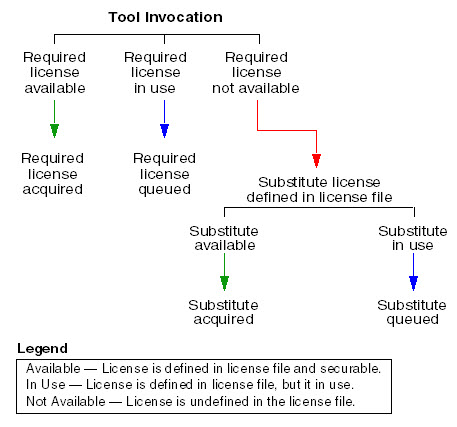 Tool Invocation
Required
license
available
Required
license
in use
Required
license
not available
Required
license
acquired
Required
license
queued
Substitute license
defined in license file
Substitute
available
Substitute
in use
Substitute
acquired
Substitute
queued
Legend
Available — License is defined in license file and securable.
In Use — License is defined in license file, but it in use.
Not Available — License is undefined in the license file.